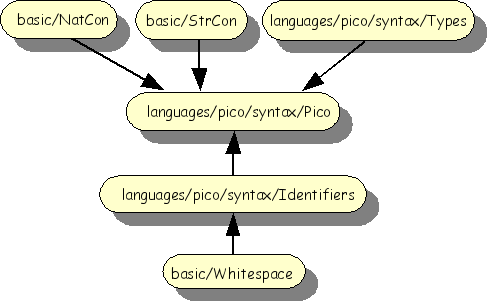 basic/NatCon
basic/StrCon
languages/pico/syntax/Types
languages/pico/syntax/Pico
languages/pico/syntax/Identifiers
basic/Whitespace